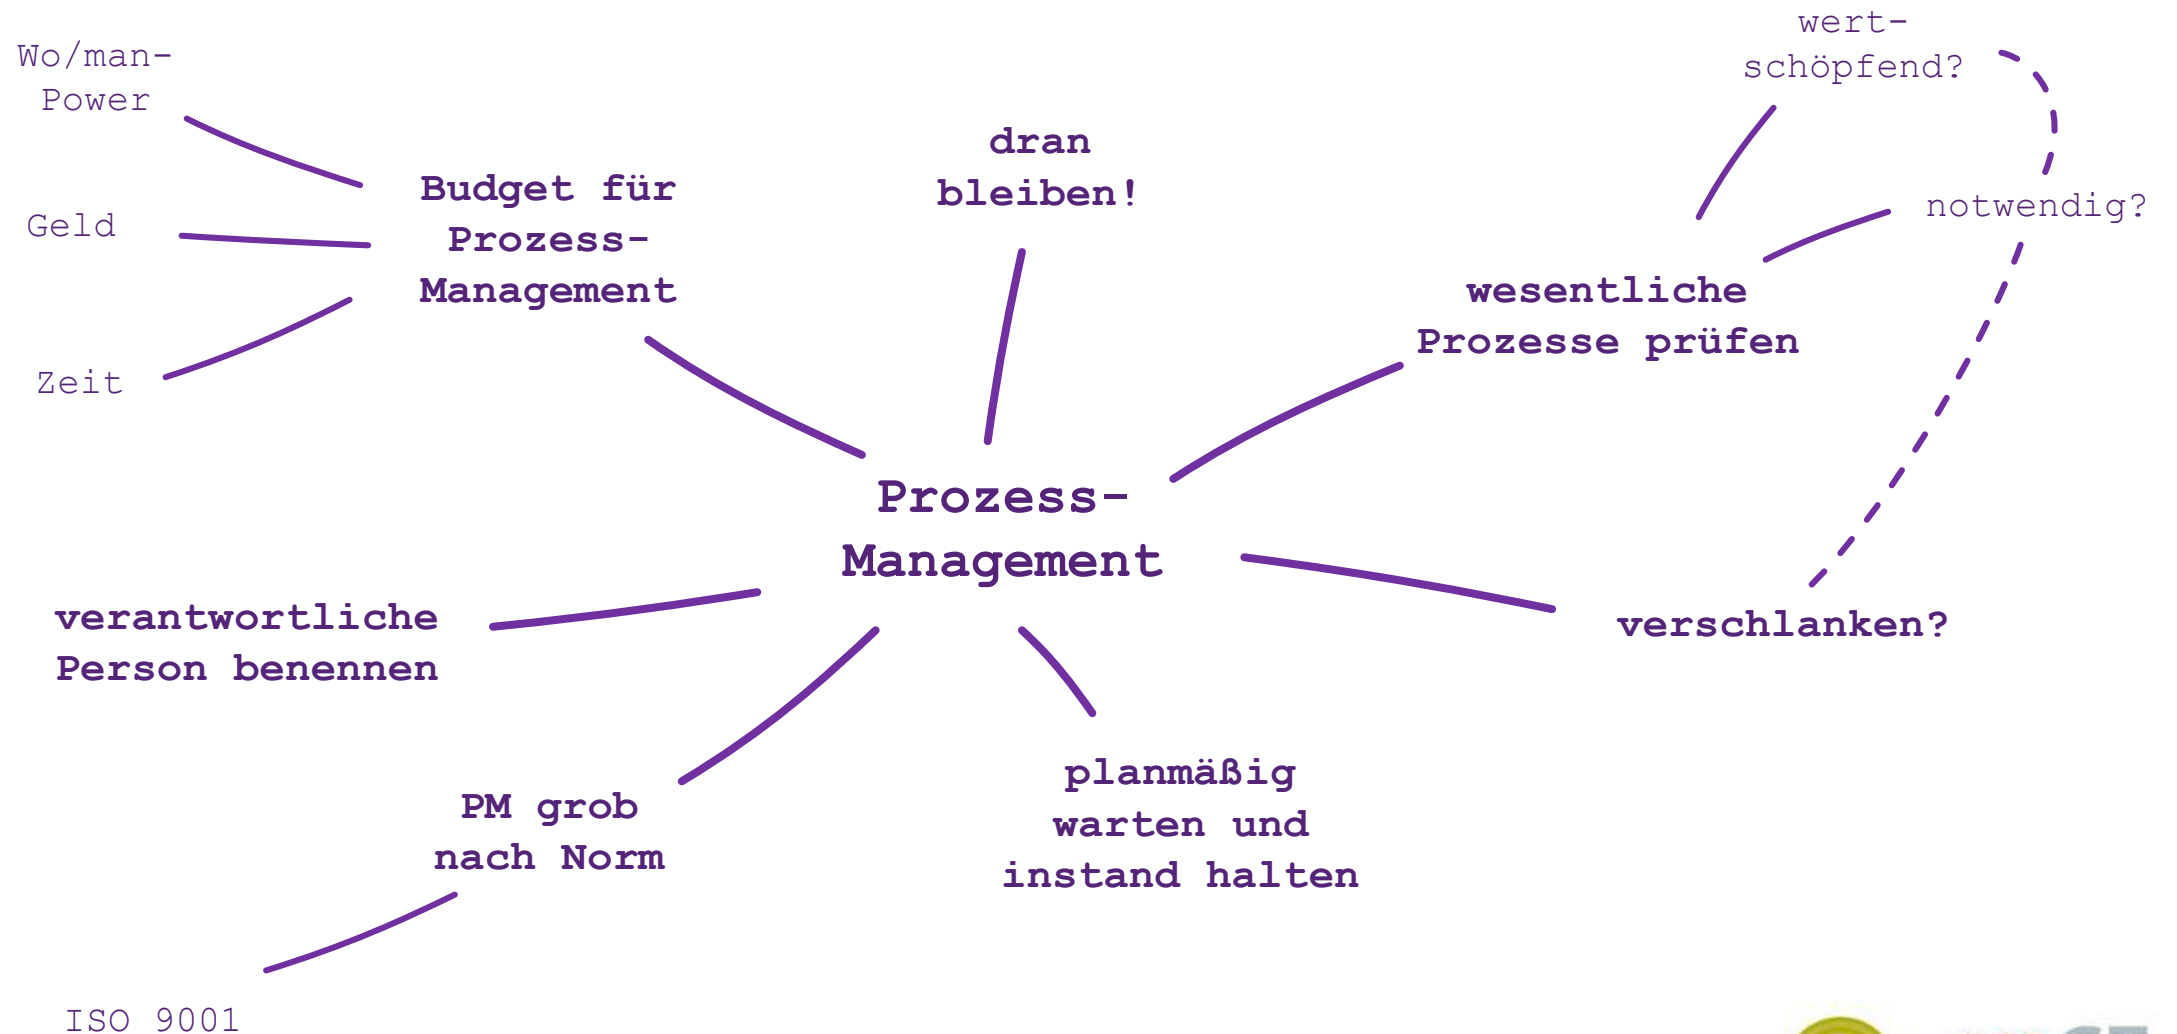 Wo/man-
Power
Geld
Zeit
Budget für
Prozess-
Management
dran
bleiben!
wert-
schöpfend?
notwendig?
wesentliche
Prozesse prüfen
Prozess-
Management
verschlanken?
verantwortliche
Person benennen
PM grob
nach Norm
planmäßig
warten und
instand halten
ISO 9001